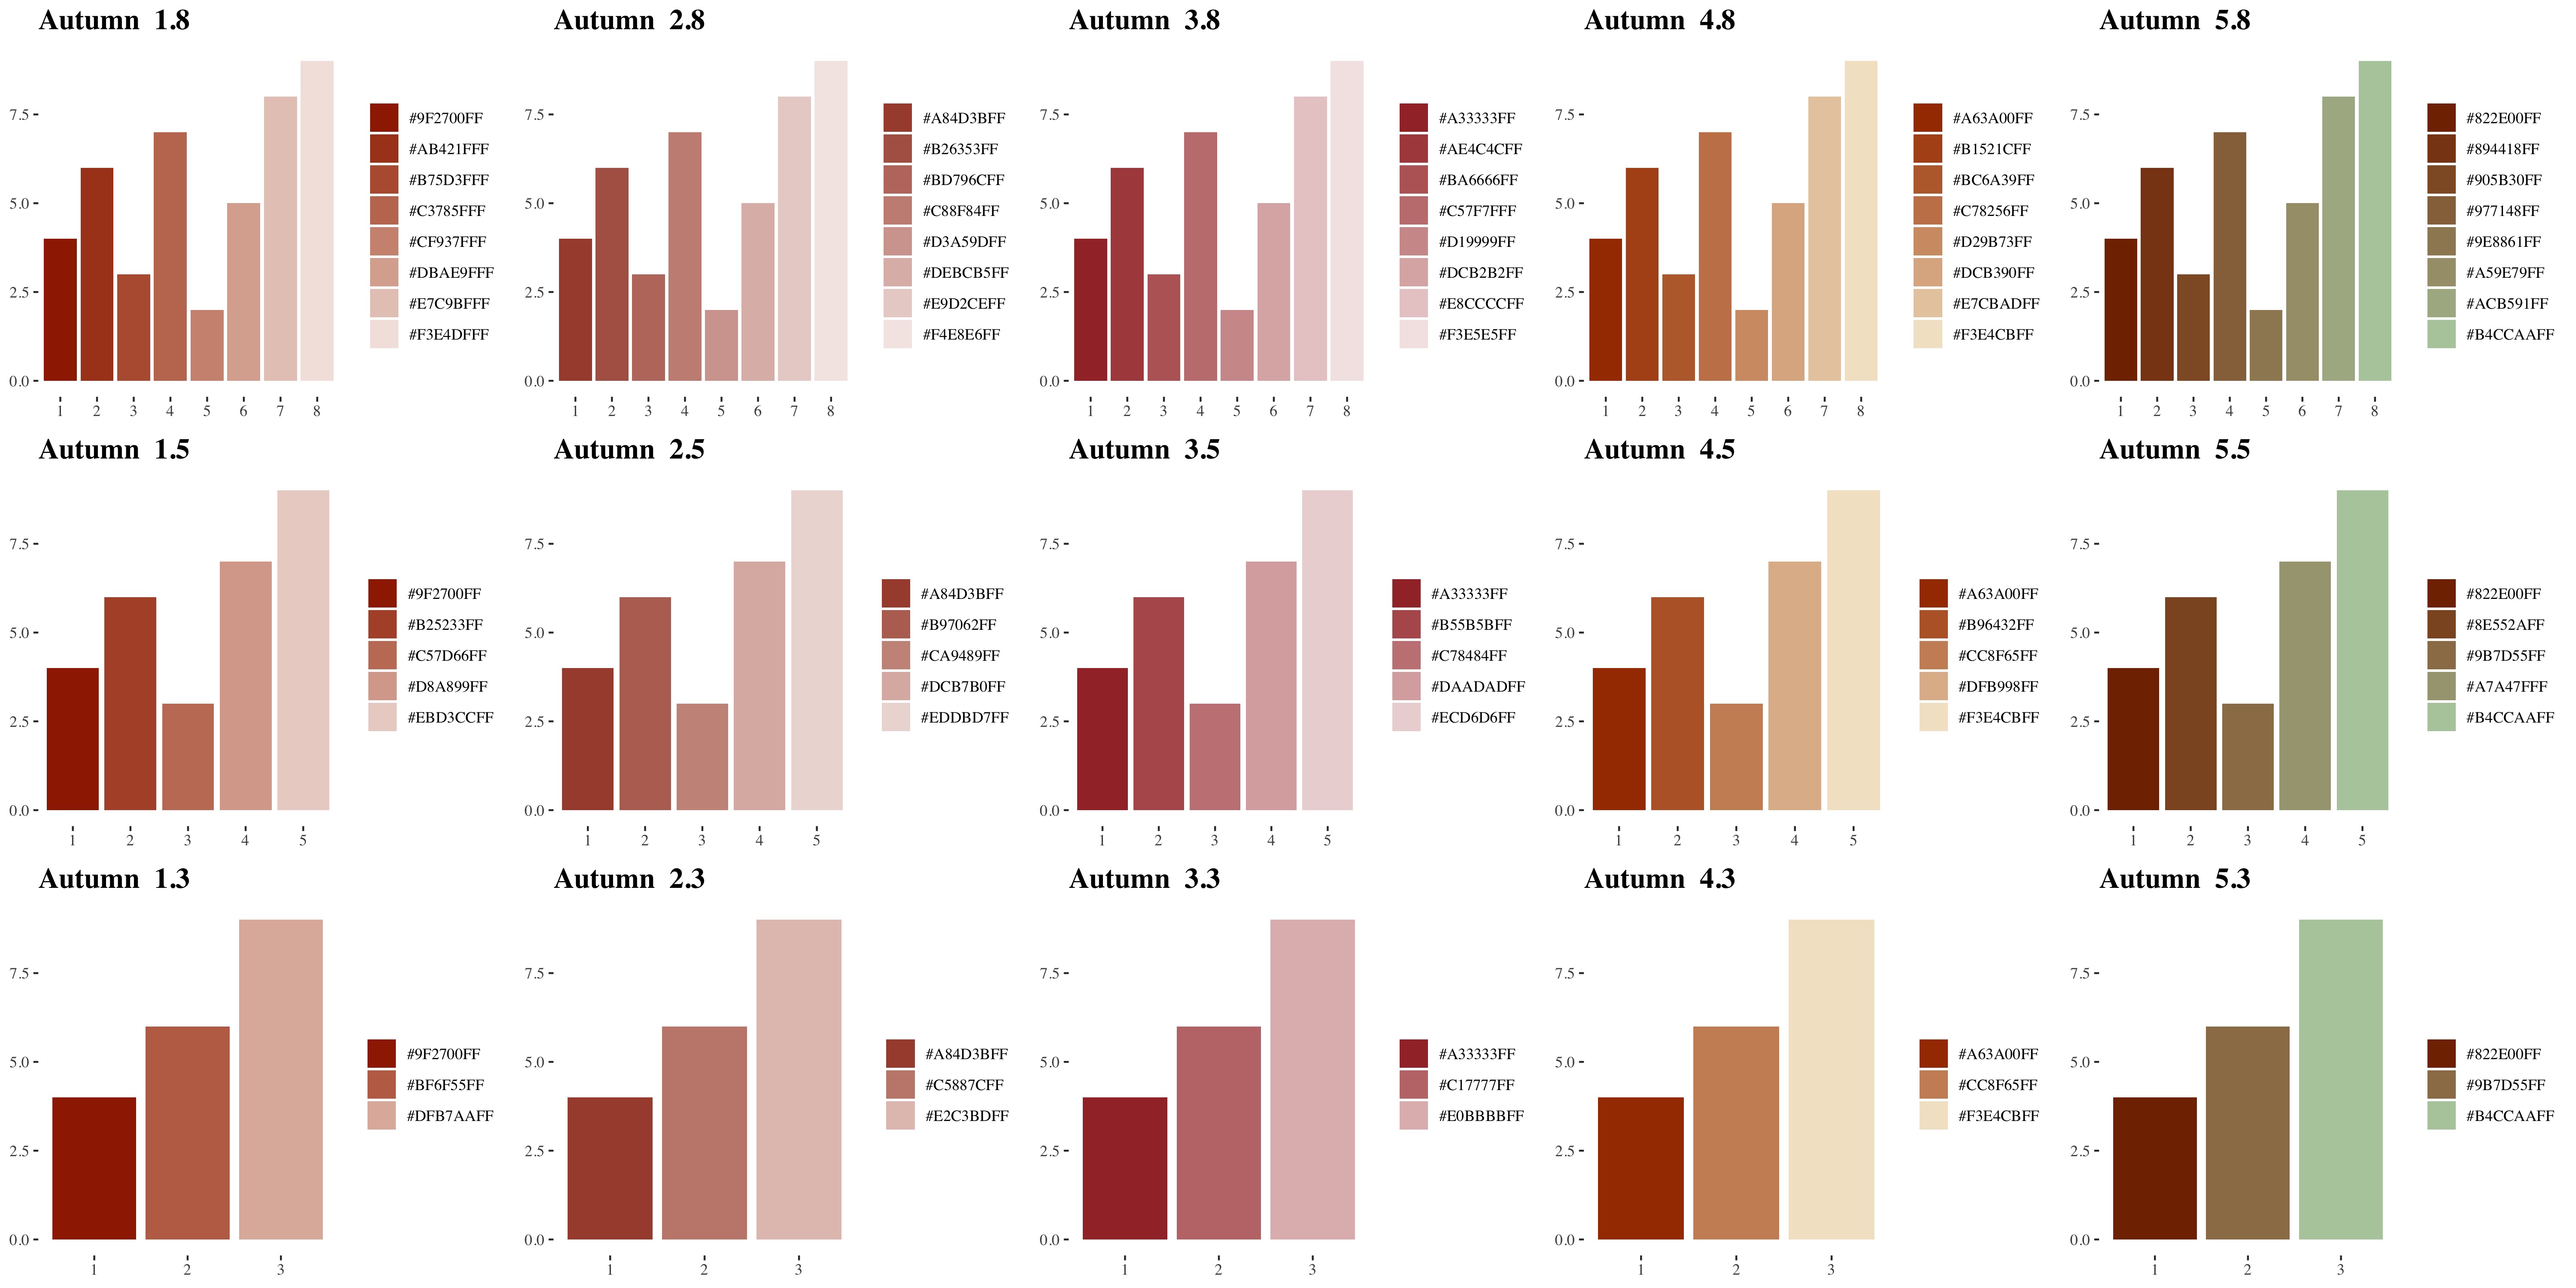 Autumn  1.8
7.5
5.0
2.5
0.0
1 2 3 4 5 6 7 8
#9F2700FF
#AB421FFF
#B75D3FFF
#C3785FFF
#CF937FFF
#DBAE9FFF
#E7C9BFFF
#F3E4DFFF
Autumn  2.8
7.5
5.0
2.5
0.0
1 2 3 4 5 6 7 8
#A84D3BFF
#B26353FF
#BD796CFF
#C88F84FF
#D3A59DFF
#DEBCB5FF
#E9D2CEFF
#F4E8E6FF
Autumn  3.8
7.5
5.0
2.5
0.0
1 2 3 4 5 6 7 8
#A33333FF
#AE4C4CFF
#BA6666FF
#C57F7FFF
#D19999FF
#DCB2B2FF
#E8CCCCFF
#F3E5E5FF
Autumn  4.8
7.5
5.0
2.5
0.0
1 2 3 4 5 6 7 8
#A63A00FF
#B1521CFF
#BC6A39FF
#C78256FF
#D29B73FF
#DCB390FF
#E7CBADFF
#F3E4CBFF
Autumn  5.8
7.5
5.0
2.5
0.0
1 2 3 4 5 6 7 8
#822E00FF
#894418FF
#905B30FF
#977148FF
#9E8861FF
#A59E79FF
#ACB591FF
#B4CCAAFF
Autumn  1.5
7.5
5.0
2.5
0.0
1 2 3 4 5
#9F2700FF
#B25233FF
#C57D66FF
#D8A899FF
#EBD3CCFF
Autumn  2.5
7.5
5.0
2.5
0.0
1 2 3 4 5
#A84D3BFF
#B97062FF
#CA9489FF
#DCB7B0FF
#EDDBD7FF
Autumn  3.5
7.5
5.0
2.5
0.0
1 2 3 4 5
#A33333FF
#B55B5BFF
#C78484FF
#DAADADFF
#ECD6D6FF
Autumn  4.5
7.5
5.0
2.5
0.0
1 2 3 4 5
#A63A00FF
#B96432FF
#CC8F65FF
#DFB998FF
#F3E4CBFF
Autumn  5.5
7.5
5.0
2.5
0.0
1 2 3 4 5
#822E00FF
#8E552AFF
#9B7D55FF
#A7A47FFF
#B4CCAAFF
Autumn  1.3
7.5
5.0
2.5
0.0
1 2 3
#9F2700FF
#BF6F55FF
#DFB7AAFF
Autumn  2.3
7.5
5.0
2.5
0.0
1 2 3
#A84D3BFF
#C5887CFF
#E2C3BDFF
Autumn  3.3
7.5
5.0
2.5
0.0
1 2 3
#A33333FF
#C17777FF
#E0BBBBFF
Autumn  4.3
7.5
5.0
2.5
0.0
1 2 3
#A63A00FF
#CC8F65FF
#F3E4CBFF
Autumn  5.3
7.5
5.0
2.5
0.0
1 2 3
#822E00FF
#9B7D55FF
#B4CCAAFF